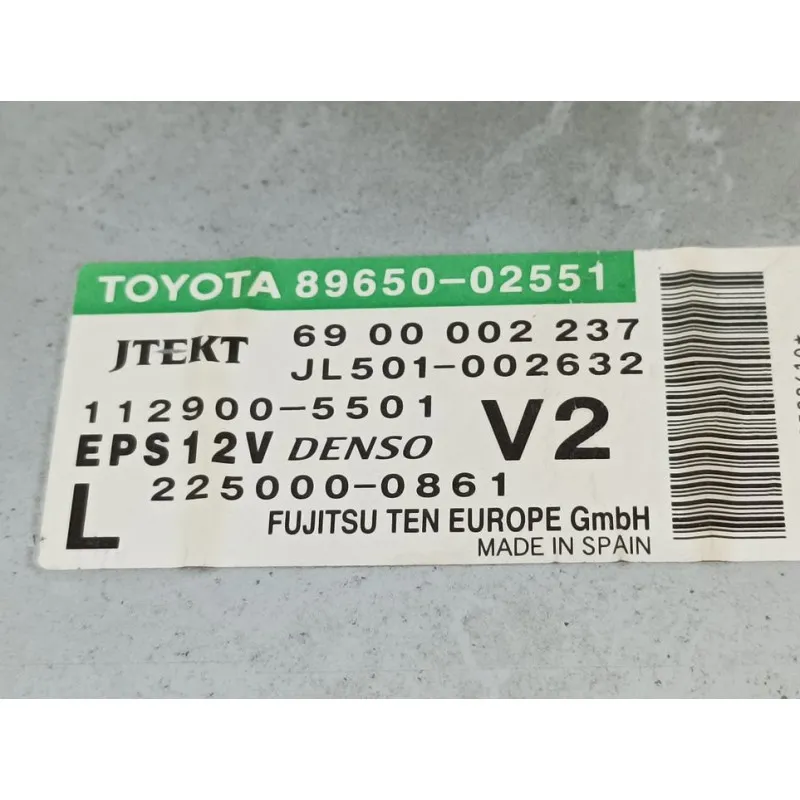 TOYOTA 89650-02551
JTEKT 69 00 002 237
JL501-002632
112900-5501
EPS12V DENSO V2
L 225000-0861
FUJITSU TEN EUROPE GmbH
MADE IN SPAIN